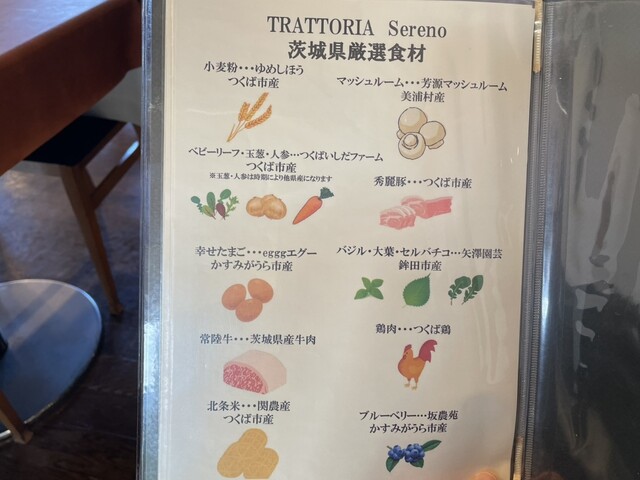 TRATTORIA Sereno
茨城県厳選食材
小麦粉・・・ゆめしほう
つくば市産
マッシュルーム・・・芳源マッシュルーム
美浦村産
ベビーリーフ・玉葱・人参…つくばいしだファーム
つくば市産
※玉葱・人参は時期により他県産になります
秀麗豚・・・つくば市産
幸せたまご・・・egggエグー
かすみがうら市産
バジル・大葉・セルバチコ…矢澤園芸
鉾田市産
常陸牛・・・茨城県産牛肉
鶏肉・・・つくば鶏
北条米・・・関農産
つくば市産
ブルーベリー…坂農苑
かすみがうら市産